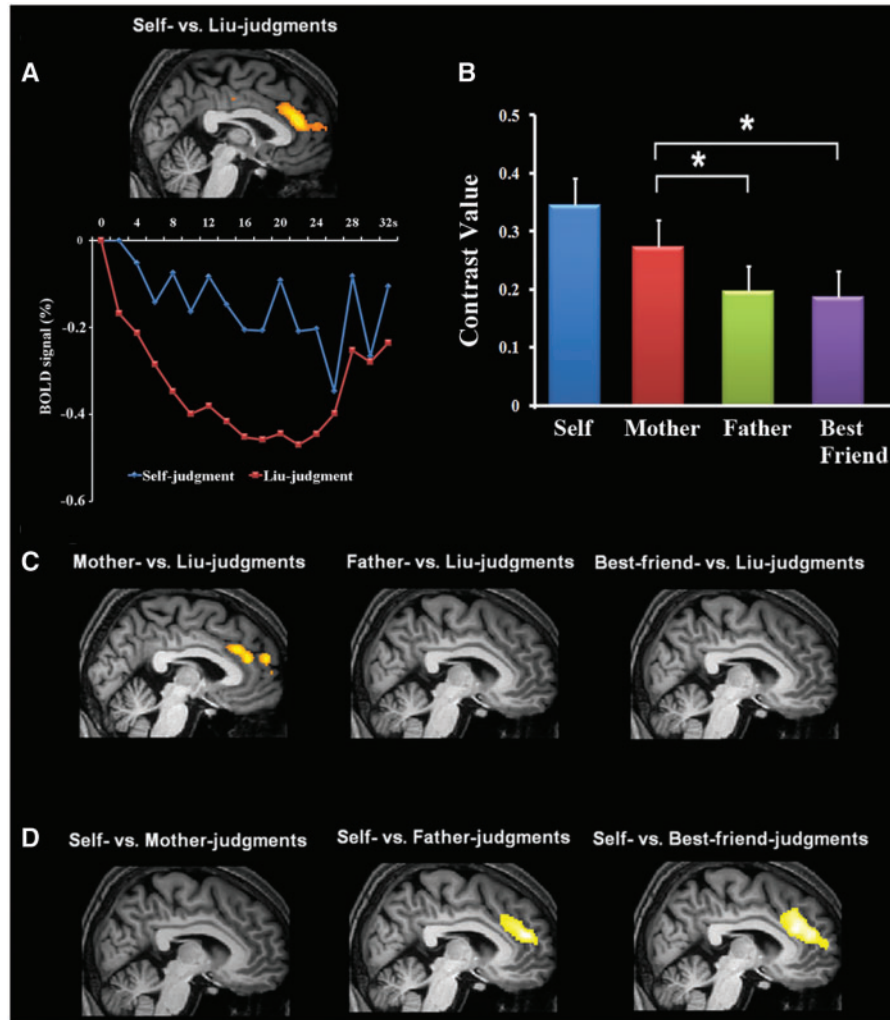 Self- vs. Liu-judgments
A
0 4 8 12 16 20 24 28 32s
0
-0.2
-0.4
-0.6
BOLD signal (%)
Self-judgment Liu-judgment
B
0.5
0.4
0.3
0.2
0.1
0
Contrast Value
*
*
Self Mother Father Best
Friend
C
Mother- vs. Liu-judgments Father- vs. Liu-judgments Best-friend- vs. Liu-judgments
D
Self- vs. Mother-judgments Self- vs. Father-judgments Self- vs. Best-friend-judgments